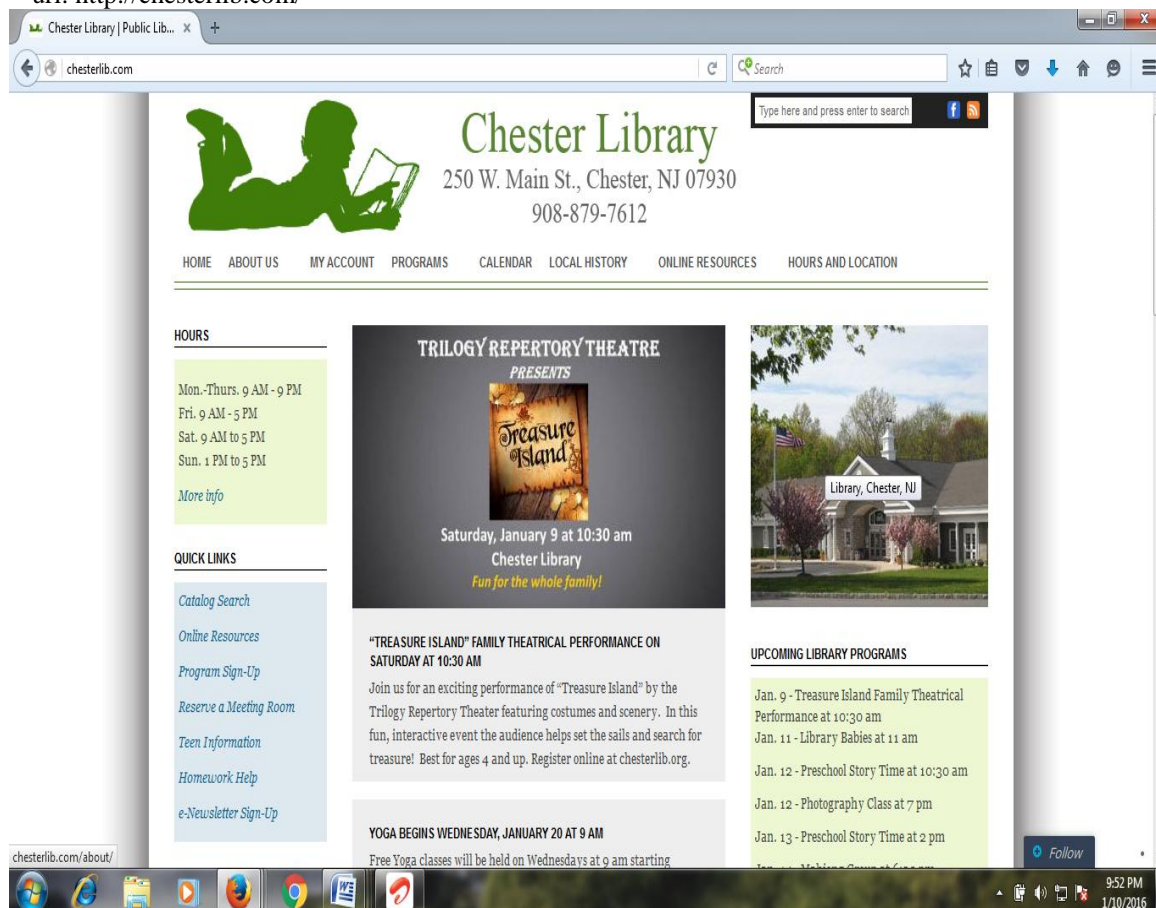 url: http://chesterlib.com/
Chester Library | Public Lib...
chesterlib.com
Search
Type here and press enter to search
Chester Library
250 W. Main St., Chester, NJ 07930
908-879-7612
HOME ABOUT US MY ACCOUNT PROGRAMS CALENDAR LOCAL HISTORY ONLINE RESOURCES HOURS AND LOCATION
HOURS
Mon.-Thurs. 9 AM - 9 PM
Fri. 9 AM - 5 PM
Sat. 9 AM to 5 PM
Sun. 1 PM to 5 PM
More info
QUICK LINKS
Catalog Search
Online Resources
Program Sign-Up
Reserve a Meeting Room
Teen Information
Homework Help
e-Newsletter Sign-Up
TRILOGY REPERTORY THEATRE
PRESENTS
Treasure
Island
Saturday, January 9 at 10:30 am
Chester Library
Fun for the whole family!
"TREASURE ISLAND" FAMILY THEATRICAL PERFORMANCE ON
SATURDAY AT 10:30 AM
Join us for an exciting performance of "Treasure Island" by the
Trilogy Repertory Theater featuring costumes and scenery. In this
fun, interactive event the audience helps set the sails and search for
treasure! Best for ages 4 and up. Register online at chesterlib.org.
YOGA BEGINS WEDNESDAY, JANUARY 20 AT 9 AM
Free Yoga classes will be held on Wednesdays at 9 am starting
Library, Chester, NJ
UPCOMING LIBRARY PROGRAMS
Jan. 9 - Treasure Island Family Theatrical
Performance at 10:30 am
Jan. 11 - Library Babies at 11 am
Jan. 12 - Preschool Story Time at 10:30 am
Jan. 12 - Photography Class at 7 pm
Jan. 13 - Preschool Story Time at 2 pm
Follow
chesterlib.com/about/
9:52 PM
1/10/2016